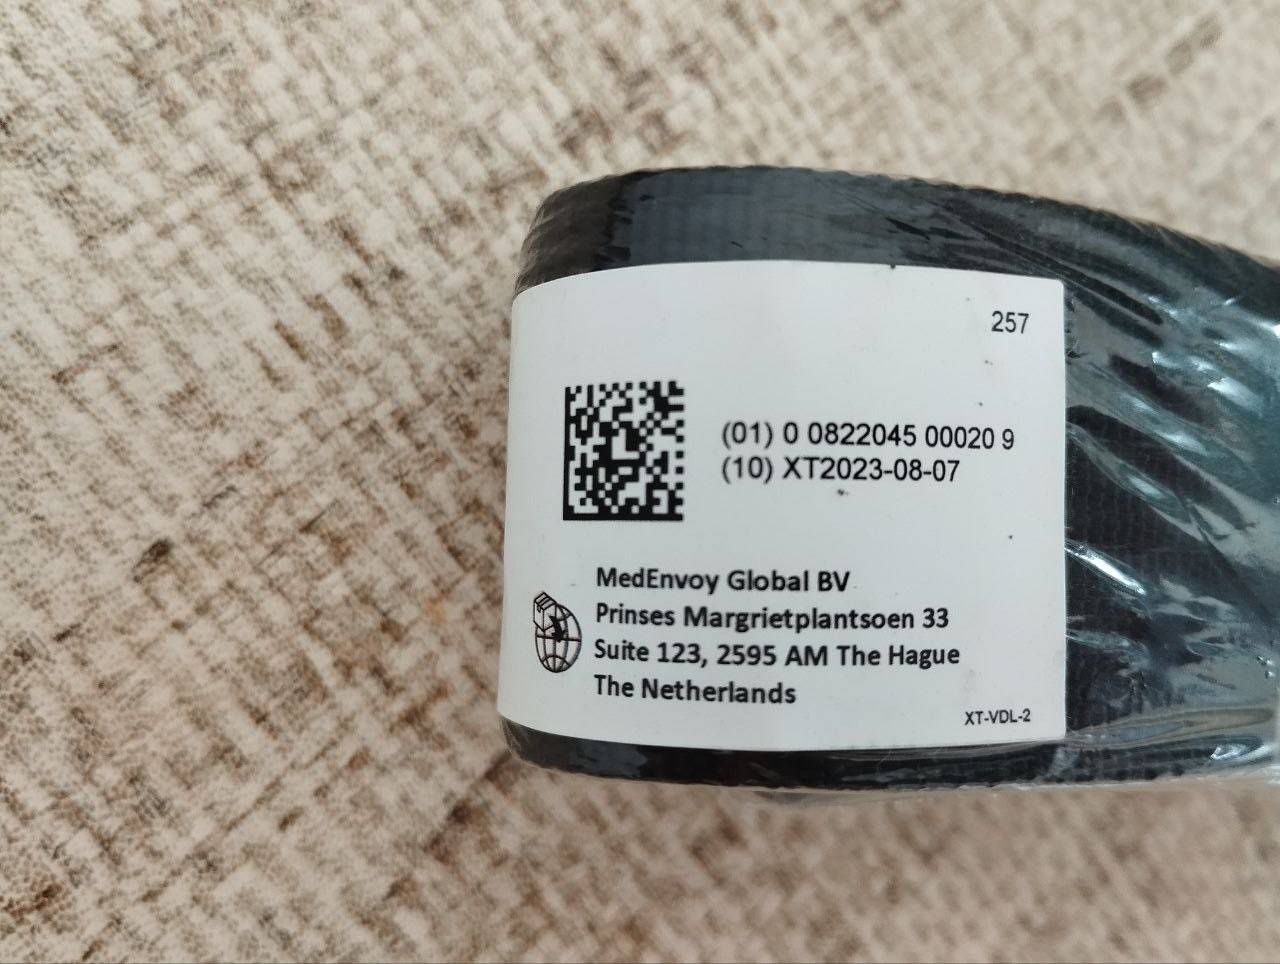 257
(01) 0 0822045 00020 9
(10) XT2023-08-07
MedEnvoy Global BV
Prinses Margrietplantsoen 33
Suite 123, 2595 AM The Hague
The Netherlands
XT-VDL-2